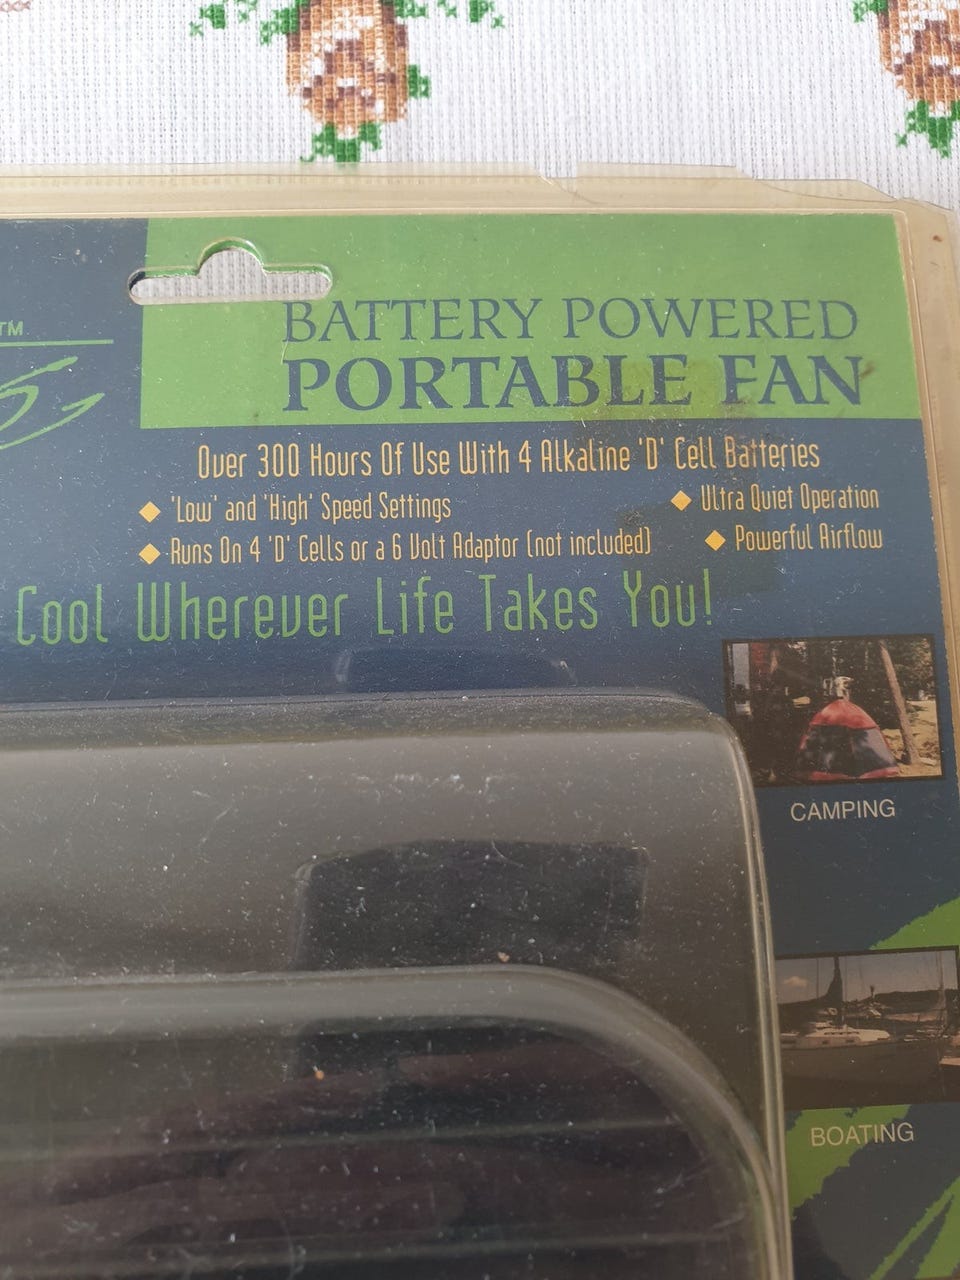 TM
BATTERY POWERED
PORTABLE FAN
Over 300 Hours Of Use With 4 Alkaline 'D' Cell Batteries
'Low' and 'High' Speed Settings
Ultra Quiet Operation
Runs On 4 'D' Cells or a 6 Volt Adaptor (not included)
Powerful Airflow
Cool Wherever Life Takes You!
CAMPING
BOATING